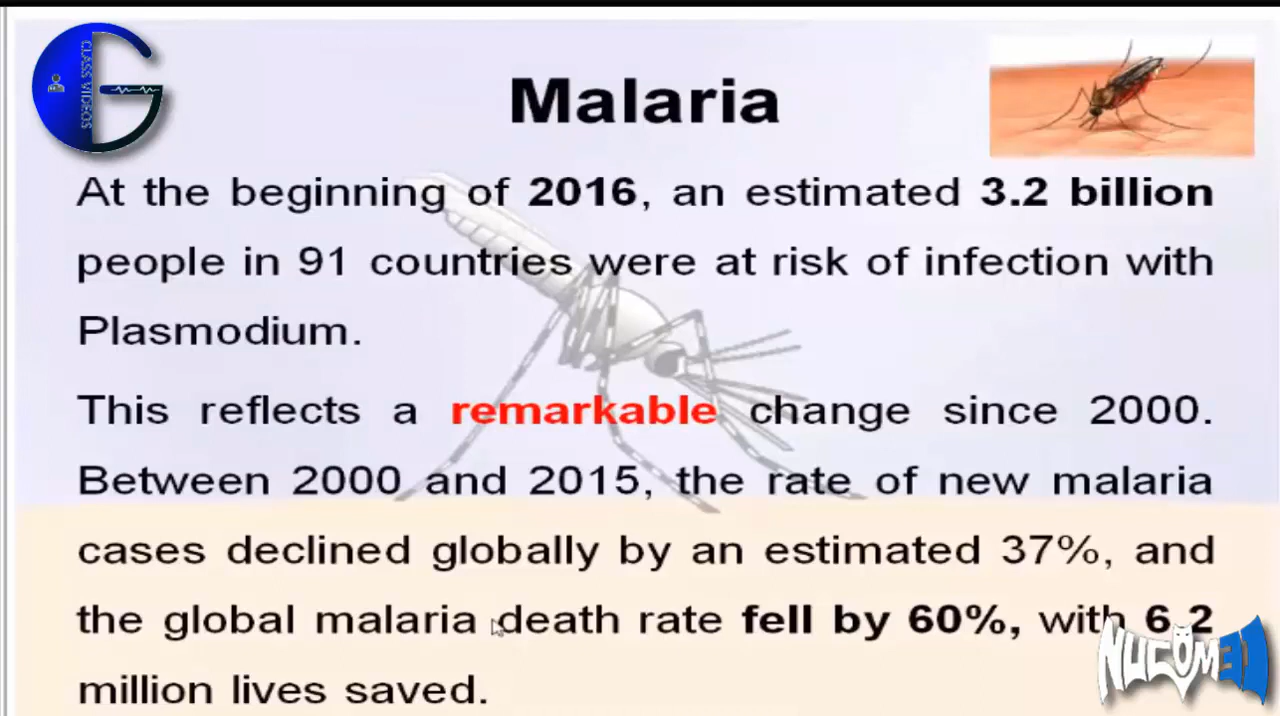 CLASS VIIDEOS
Malaria
At the beginning of 2016, an estimated 3.2 billion
people in 91 countries were at risk of infection with
Plasmodium.
This reflects a remarkable change since 2000.
Between 2000 and 2015, the rate of new malaria
cases declined globally by an estimated 37%, and
the global malaria death rate fell by 60%, with 6.2
million lives saved.
NUCOM31